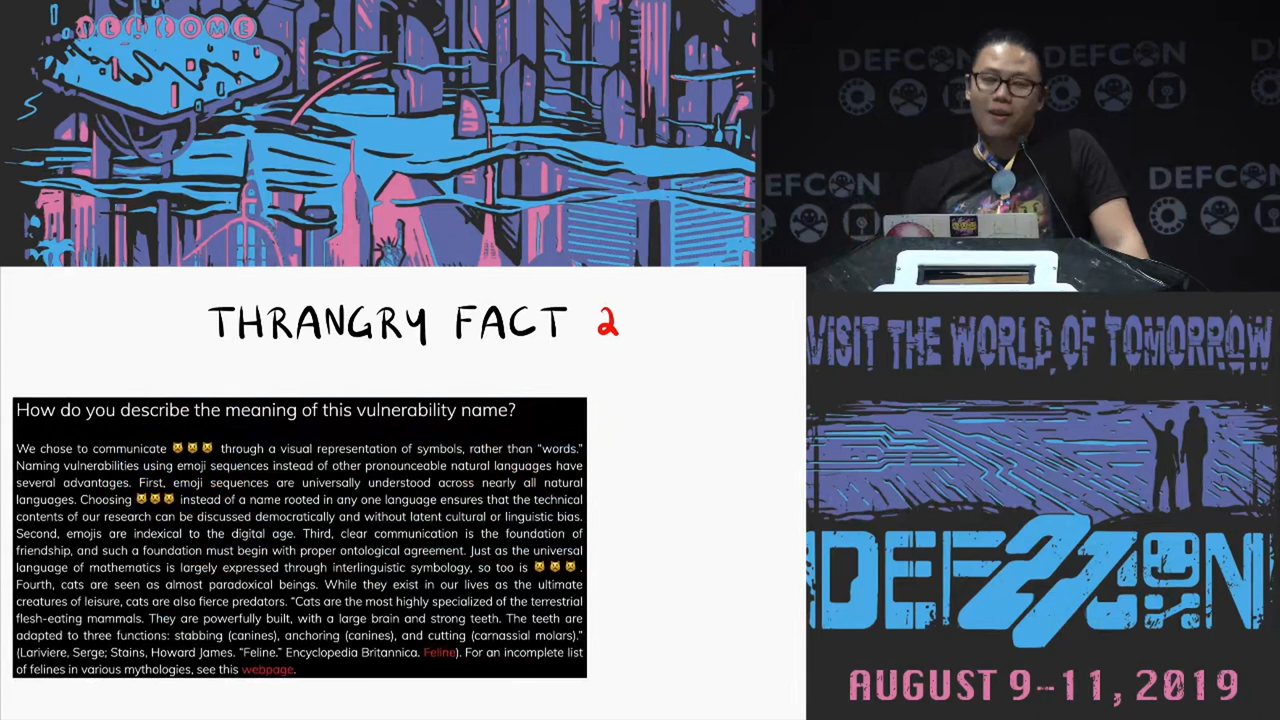 WELCOME
DEFCON
DEFCON
DEFCON
DEFCON
THRANGRY FACT 2
How do you describe the meaning of this vulnerability name?
We chose to communicate 😾😾😾 through a visual representation of symbols, rather than “words.”
Naming vulnerabilities using emoji sequences instead of other pronounceable natural languages have
several advantages. First, emoji sequences are universally understood across nearly all natural
languages. Choosing 😾😾😾 instead of a name rooted in any one language ensures that the technical
contents of our research can be discussed democratically and without latent cultural or linguistic bias.
Second, emojis are indexical to the digital age. Third, clear communication is the foundation of
friendship, and such a foundation must begin with proper ontological agreement. Just as the universal
language of mathematics is largely expressed through interlinguistic symbology, so too is 😾😾😾.
Fourth, cats are seen as almost paradoxical beings. While they exist in our lives as the ultimate
creatures of leisure, cats are also fierce predators. “Cats are the most highly specialized of the terrestrial
flesh-eating mammals. They are powerfully built, with a large brain and strong teeth. The teeth are
adapted to three functions: stabbing (canines), anchoring (canines), and cutting (carnassial molars).”
(Lariviere, Serge; Stains, Howard James. “Feline.” Encyclopedia Britannica. Feline). For an incomplete list
of felines in various mythologies, see this webpage.
VISIT THE WORLD OF TOMORROW
DEF 27 CON
AUGUST 9-11, 2019